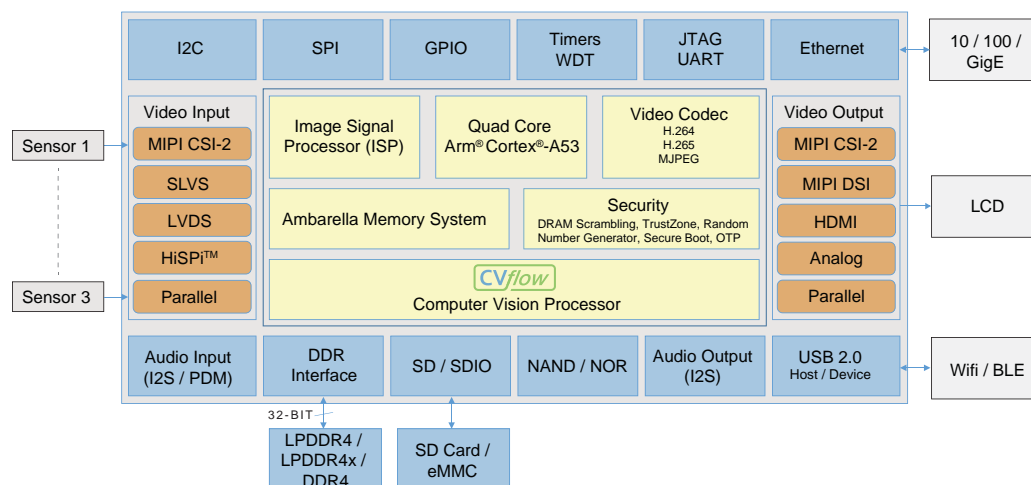 I2C
SPI
GPIO
Timers
WDT
JTAG
UART
Ethernet
10 / 100 /
GigE
Video Input
MIPI CSI-2
SLVS
LVDS
HiSPi™
Parallel
Sensor 1
Sensor 3
Image Signal
Processor (ISP)
Quad Core
Arm® Cortex®-A53
Video Codec
H.264
H.265
MJPEG
Ambarella Memory System
Security
DRAM Scrambling, TrustZone, Random
Number Generator, Secure Boot, OTP
CVflow
Computer Vision Processor
Video Output
MIPI CSI-2
MIPI DSI
HDMI
Analog
Parallel
LCD
Audio Input
(I2S / PDM)
DDR
Interface
SD / SDIO
NAND / NOR
Audio Output
(I2S)
USB 2.0
Host / Device
Wifi / BLE
32-BIT
LPDDR4 /
LPDDR4x /
DDR4
SD Card /
eMMC